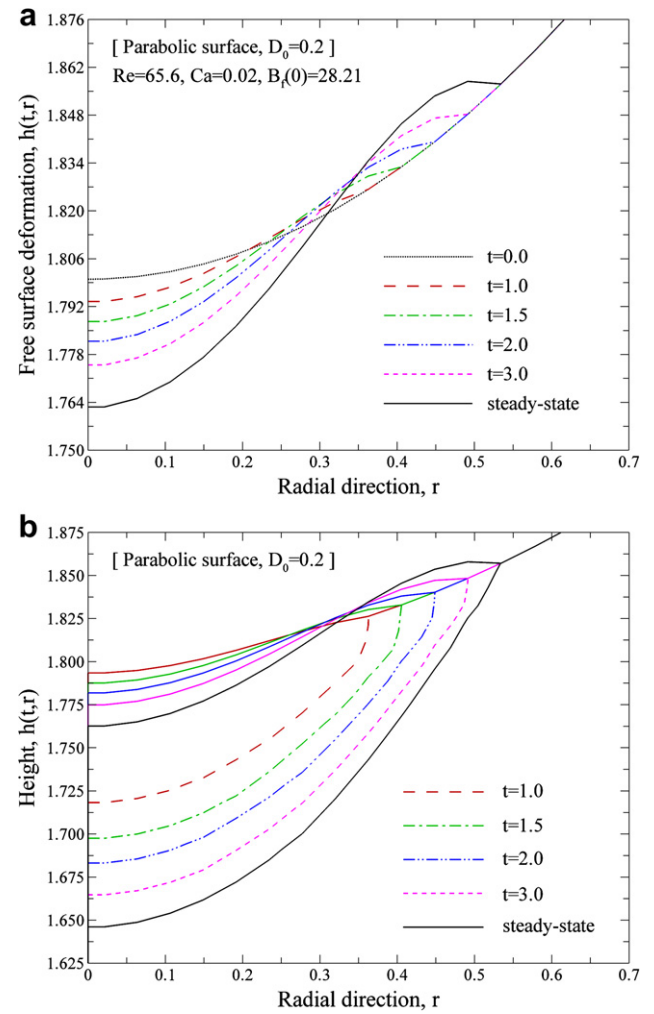 a
[ Parabolic surface, D₀=0.2 ]
Re=65.6, Ca=0.02, B_f(0)=28.21
Free surface deformation, h(t,r)
1.876
1.862
1.848
1.834
1.820
1.806
1.792
1.778
1.764
1.750
t=0.0
t=1.0
t=1.5
t=2.0
t=3.0
steady-state
0 0.1 0.2 0.3 0.4 0.5 0.6 0.7
Radial direction, r
b
[ Parabolic surface, D₀=0.2 ]
Height, h(t,r)
1.875
1.850
1.825
1.800
1.775
1.750
1.725
1.700
1.675
1.650
1.625
t=1.0
t=1.5
t=2.0
t=3.0
steady-state
0 0.1 0.2 0.3 0.4 0.5 0.6 0.7
Radial direction, r